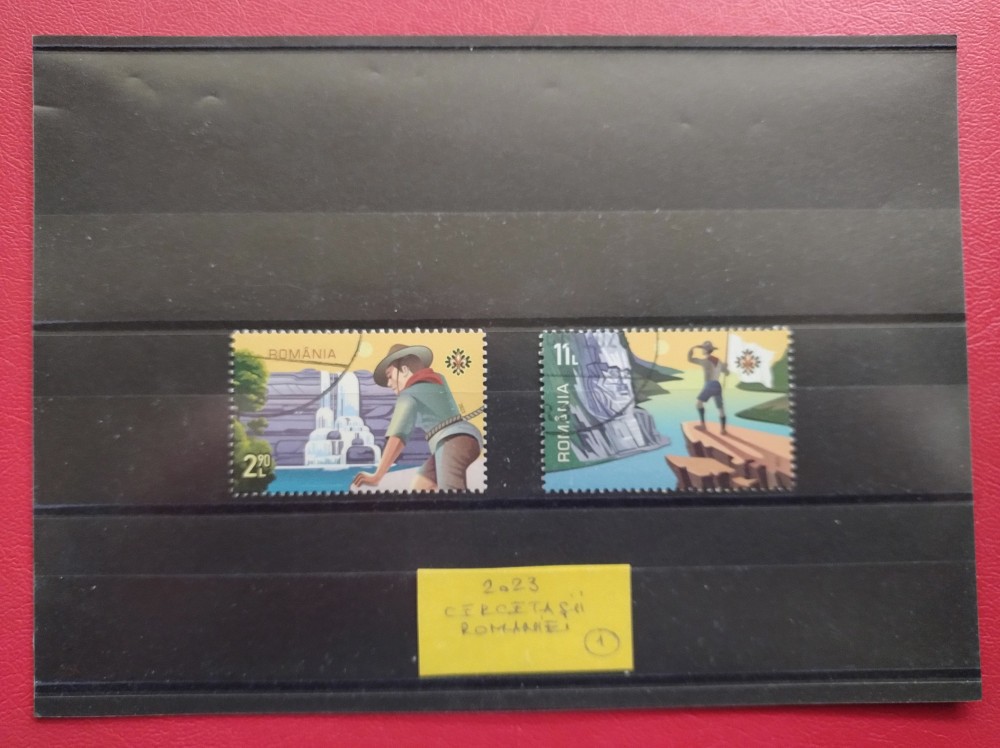 ROMÂNIA
2 90 L
11 L
ROMÂNIA
2023
CERCETAȘII
ROMÂNIEI
1